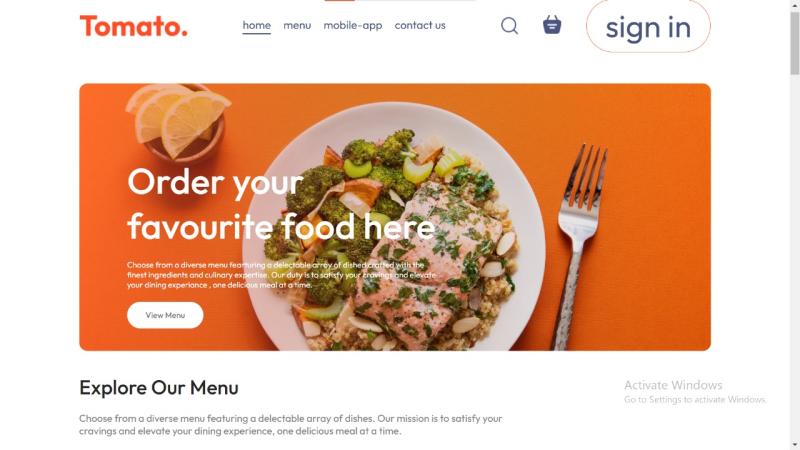 Tomato.
home menu mobile-app contact us
sign in
Order your
favourite food here
Choose from a diverse menu fearturing a delectable array of dished crafted with the
finest ingredients and culinary expertise. Our duty is to satisfy your cravings and elevate
your dining experiance , one delicious meal at a time.
View Menu
Explore Our Menu
Choose from a diverse menu featuring a delectable array of dishes. Our mission is to satisfy your
cravings and elevate your dining experience, one delicious meal at a time.
Activate Windows
Go to Settings to activate Windows.